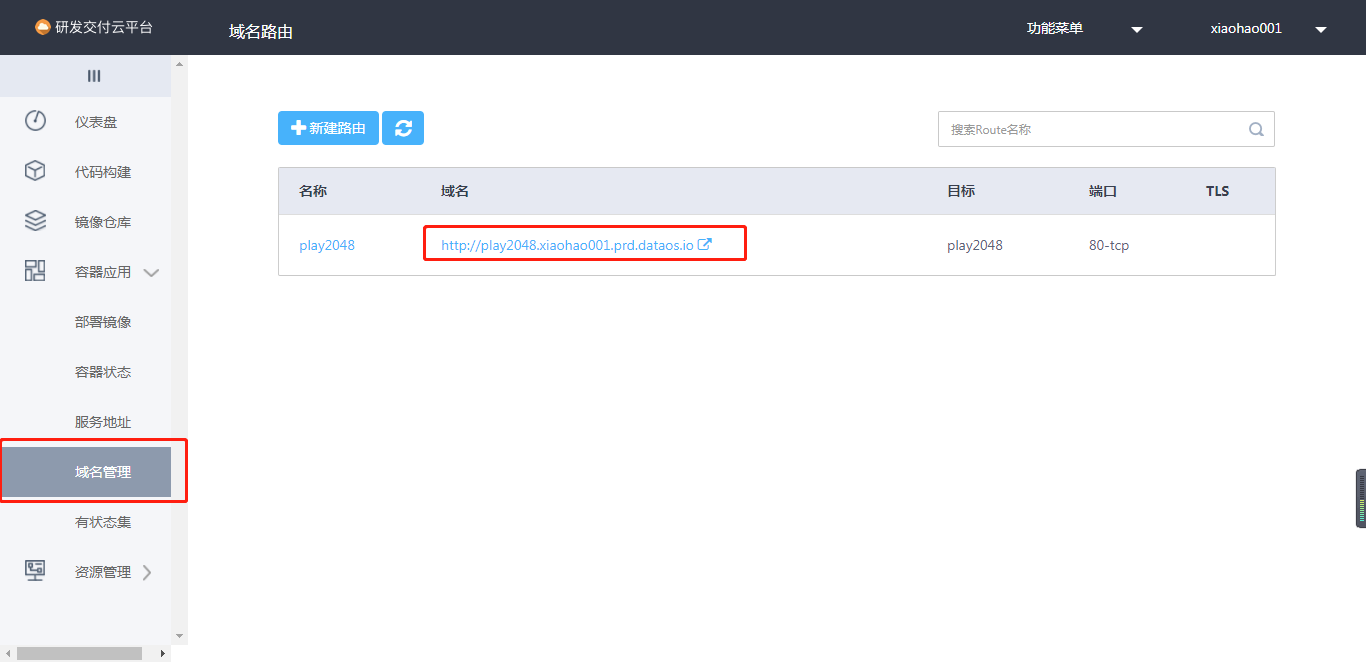 研发交付云平台
域名路由
功能菜单
xiaohao001
仪表盘
代码构建
镜像仓库
容器应用
部署镜像
容器状态
服务地址
域名管理
有状态集
资源管理
新建路由
搜索Route名称
名称 域名 目标 端口 TLS
play2048 http://play2048.xiaohao001.prd.dataos.io play2048 80-tcp